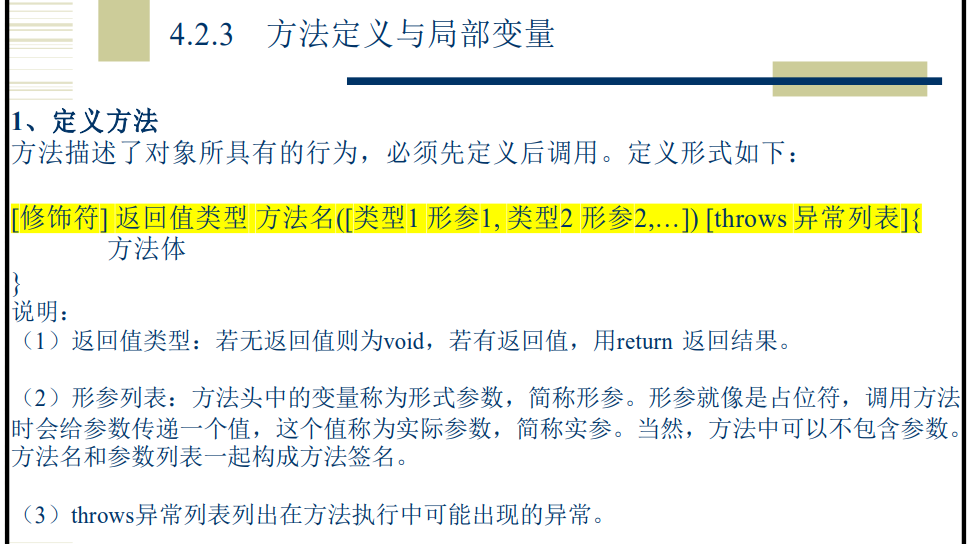 4.2.3 方法定义与局部变量
1、定义方法
方法描述了对象所具有的行为，必须先定义后调用。定义形式如下：
[修饰符] 返回值类型 方法名([类型1 形参1, 类型2 形参2,…]) [throws 异常列表]{
方法体
}
说明：
（1）返回值类型：若无返回值则为void，若有返回值，用return 返回结果。
（2）形参列表：方法头中的变量称为形式参数，简称形参。形参就像是占位符，调用方法
时会给参数传递一个值，这个值称为实际参数，简称实参。当然，方法中可以不包含参数。
方法名和参数列表一起构成方法签名。
（3）throws异常列表列出在方法执行中可能出现的异常。